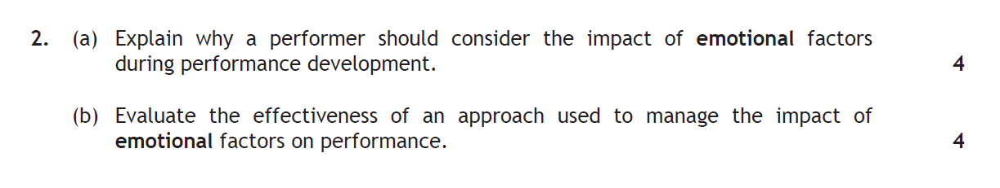 2. (a) Explain why a performer should consider the impact of emotional factors
during performance development. 4
(b) Evaluate the effectiveness of an approach used to manage the impact of
emotional factors on performance. 4